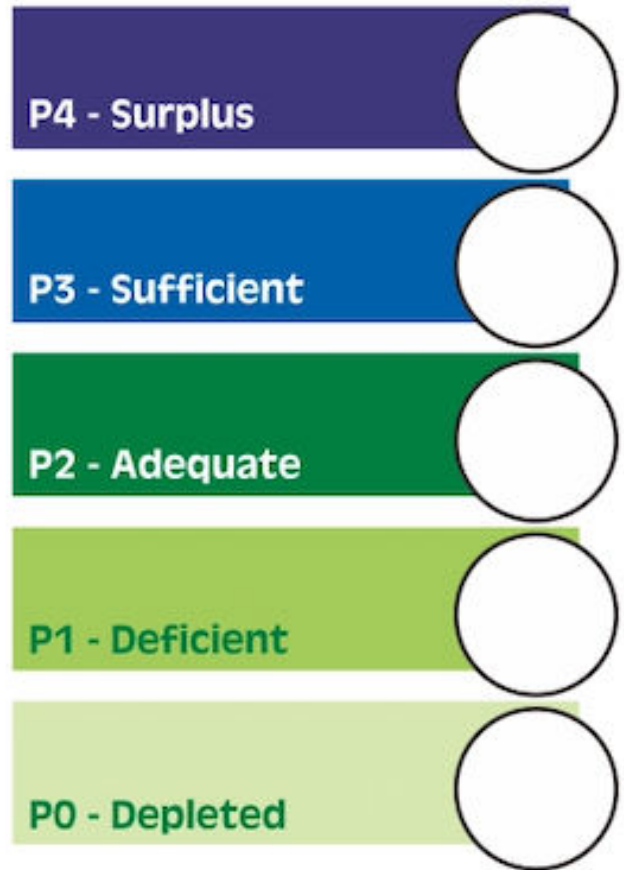 P4 - Surplus
P3 - Sufficient
P2 - Adequate
P1 - Deficient
P0 - Depleted